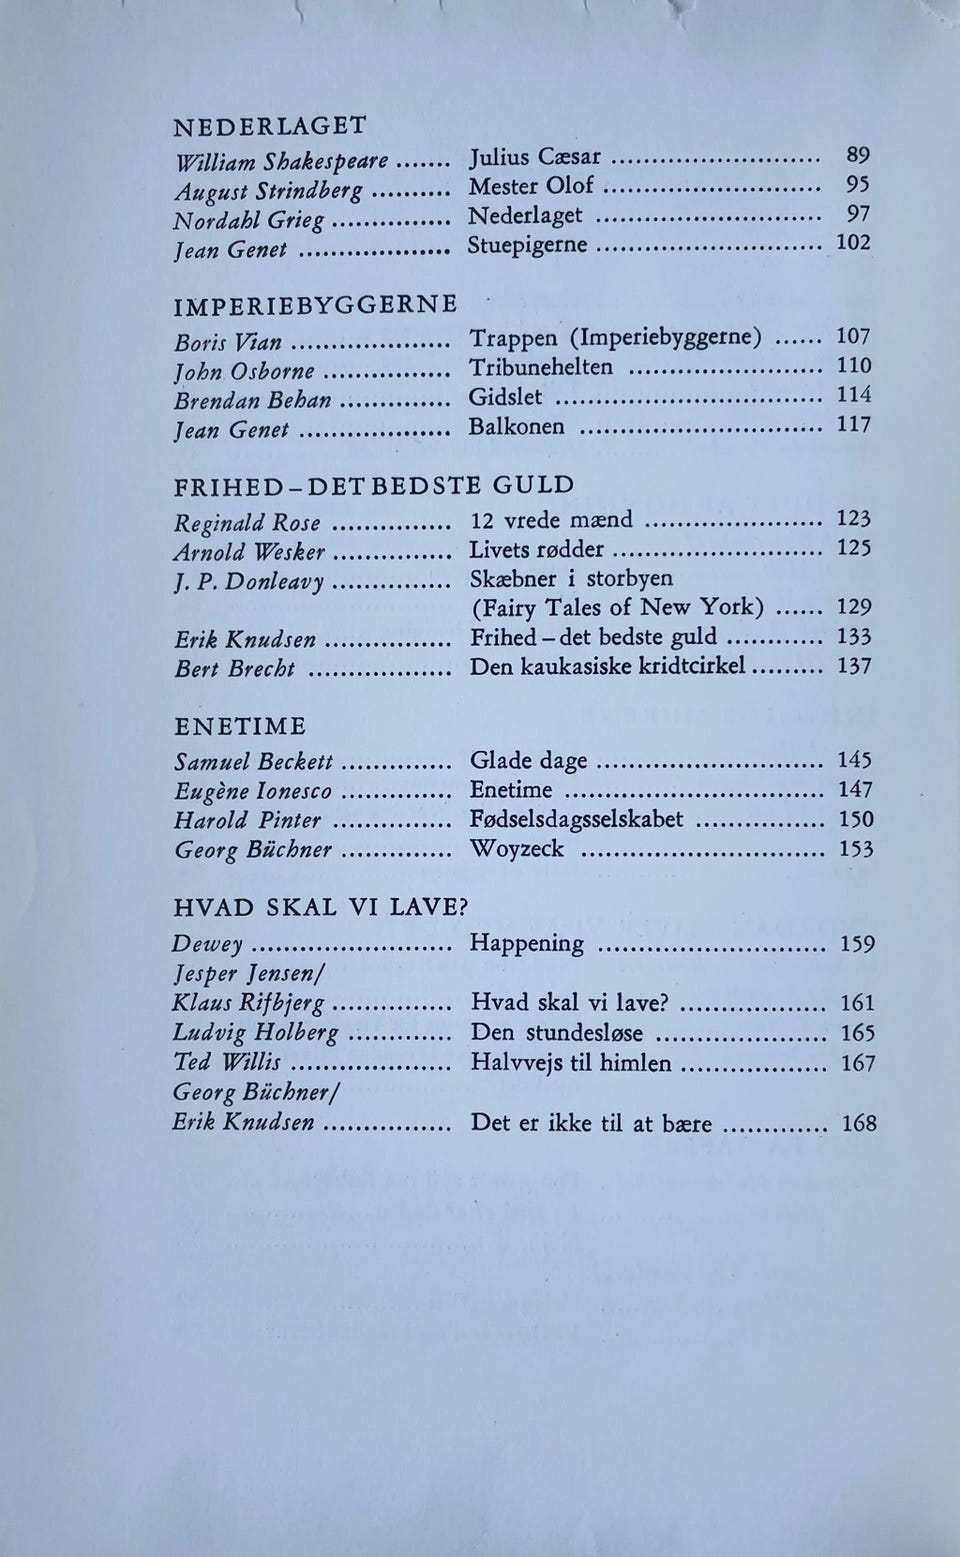 NEDERLAGET
William Shakespeare ....... Julius Cæsar .......................... 89
August Strindberg .......... Mester Olof ........................... 95
Nordahl Grieg ............... Nederlaget ............................ 97
Jean Genet ................... Stuepigerne ............................ 102
IMPERIEBYGGERNE
Boris Vian .................... Trappen (Imperiebyggerne) ...... 107
John Osborne ................ Tribunehelten ........................ 110
Brendan Behan .............. Gidslet ................................. 114
Jean Genet ................... Balkonen .............................. 117
FRIHED – DET BEDSTE GULD
Reginald Rose ............... 12 vrede mænd ...................... 123
Arnold Wesker ............... Livets rødder .......................... 125
J. P. Donleavy ............... Skæbner i storbyen
(Fairy Tales of New York) ...... 129
Erik Knudsen ................ Frihed – det bedste guld ............ 133
Bert Brecht .................. Den kaukasiske kridtcirkel ......... 137
ENETIME
Samuel Beckett .............. Glade dage ............................ 145
Eugène Ionesco .............. Enetime ................................ 147
Harold Pinter ............... Fødselsdagsselskabet ................ 150
Georg Büchner .............. Woyzeck .............................. 153
HVAD SKAL VI LAVE?
Dewey ......................... Happening ............................ 159
Jesper Jensen/
Klaus Rifbjerg ............... Hvad skal vi lave? .................. 161
Ludvig Holberg ............. Den stundesløse ..................... 165
Ted Willis .................... Halvvejs til himlen .................. 167
Georg Büchner/
Erik Knudsen ................ Det er ikke til at bære ............. 168